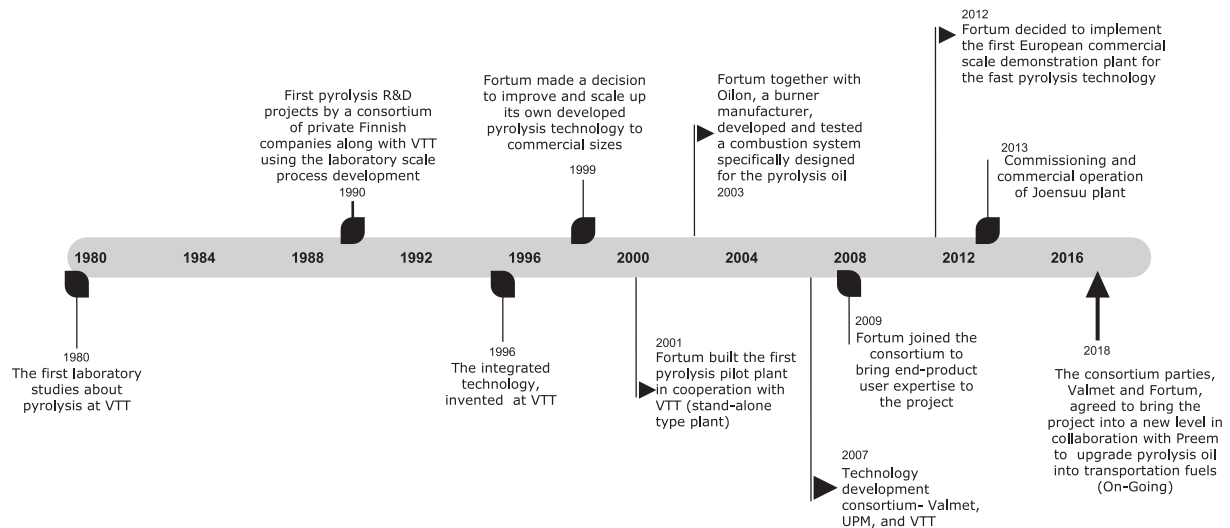 2012
Fortum decided to implement
the first European commercial
scale demonstration plant for
the fast pyrolysis technology
First pyrolysis R&D
projects by a consortium
of private Finnish
companies along with VTT
using the laboratory scale
process development
1990
Fortum made a decision
to improve and scale up
its own developed
pyrolysis technology to
commercial sizes
1999
Fortum together with
Oilon, a burner
manufacturer,
developed and tested
a combustion system
specifically designed
for the pyrolysis oil
2003
2013
Commissioning and
commercial operation
of Joensuu plant
1980 1984 1988 1992 1996 2000 2004 2008 2012 2016
1980
The first laboratory
studies about
pyrolysis at VTT
1996
The integrated
technology,
invented at VTT
2001
Fortum built the first
pyrolysis pilot plant
in cooperation with
VTT (stand-alone
type plant)
2007
Technology
development
consortium- Valmet,
UPM, and VTT
2009
Fortum joined the
consortium to
bring end-product
user expertise to
the project
2018
The consortium parties,
Valmet and Fortum,
agreed to bring the
project into a new level in
collaboration with Preem
to upgrade pyrolysis oil
into transportation fuels
(On-Going)